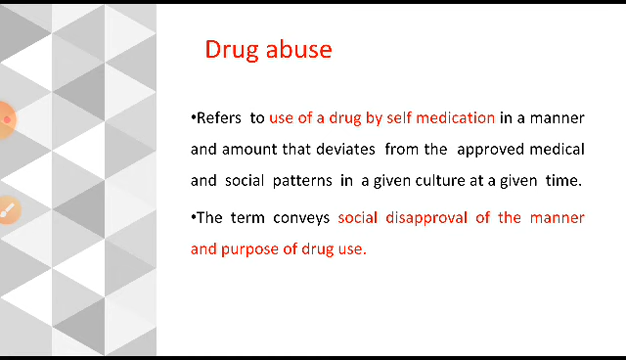 Drug abuse
•Refers to use of a drug by self medication in a manner
and amount that deviates from the approved medical
and social patterns in a given culture at a given time.
•The term conveys social disapproval of the manner
and purpose of drug use.